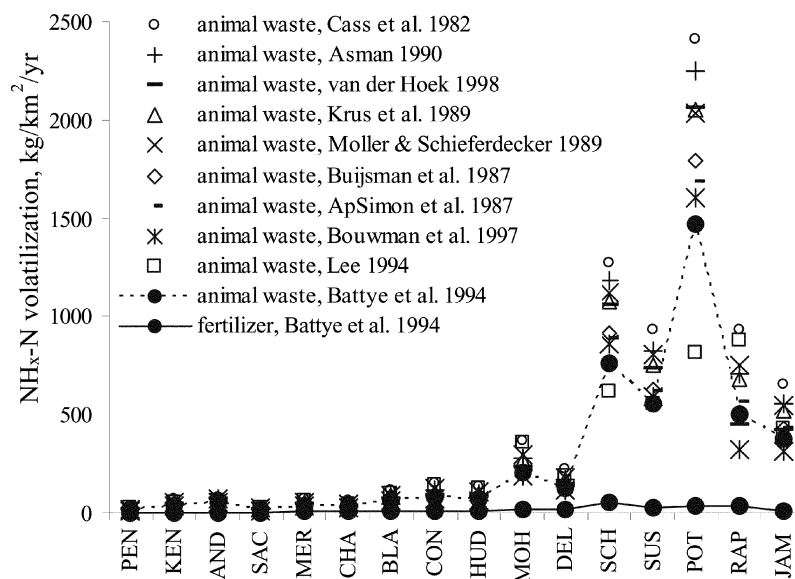 NHx-N volatilization, kg/km²/yr
2500
2000
1500
1000
500
0
animal waste, Cass et al. 1982
animal waste, Asman 1990
animal waste, van der Hoek 1998
animal waste, Krus et al. 1989
animal waste, Moller & Schieferdecker 1989
animal waste, Buijsman et al. 1987
animal waste, ApSimon et al. 1987
animal waste, Bouwman et al. 1997
animal waste, Lee 1994
animal waste, Battye et al. 1994
fertilizer, Battye et al. 1994
PEN
KEN
AND
SAC
MER
CHA
BLA
CON
HUD
MOH
DEL
SCH
SUS
POT
RAP
JAM